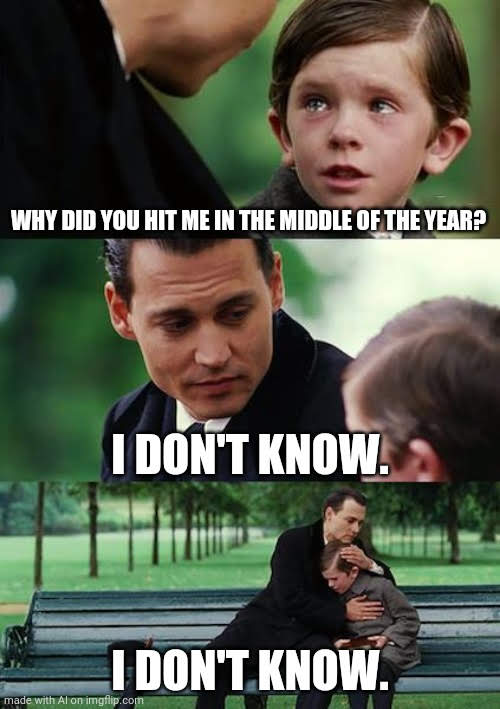 WHY DID YOU HIT ME IN THE MIDDLE OF THE YEAR?
I DON'T KNOW.
I DON'T KNOW.
made with AI on imgflip.com